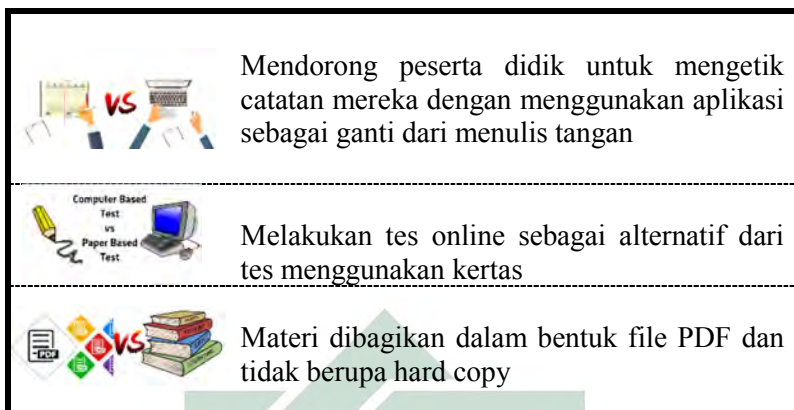 VS
Mendorong peserta didik untuk mengetik
catatan mereka dengan menggunakan aplikasi
sebagai ganti dari menulis tangan
Computer Based
Test
vs
Paper Based
Test
Melakukan tes online sebagai alternatif dari
tes menggunakan kertas
PDF
VS
Materi dibagikan dalam bentuk file PDF dan
tidak berupa hard copy